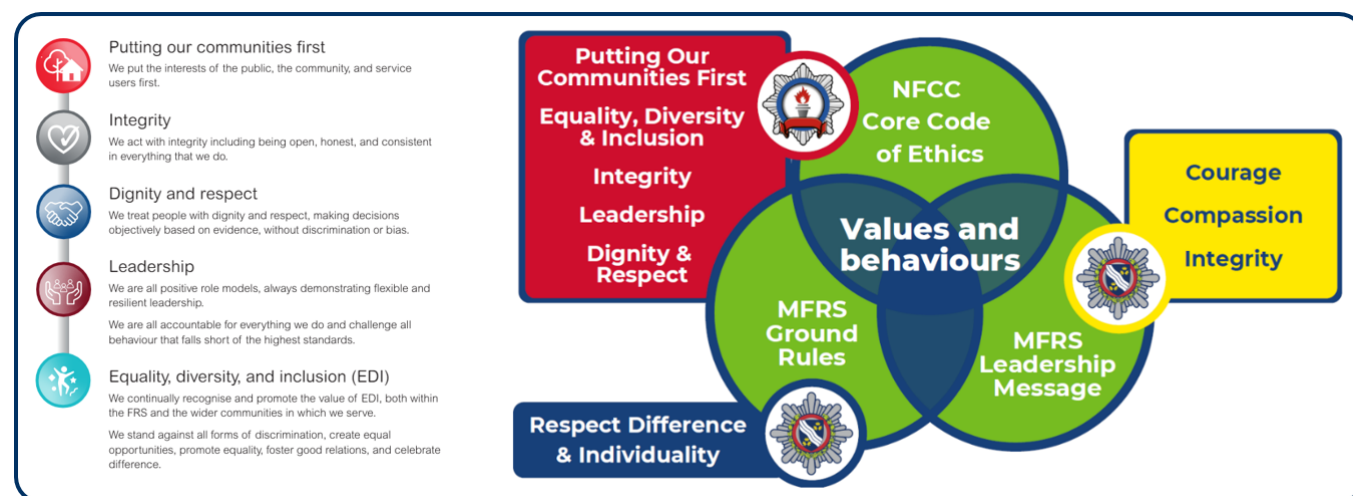 Putting our communities first
We put the interests of the public, the community, and service
users first.
Integrity
We act with integrity including being open, honest, and consistent
in everything that we do.
Dignity and respect
We treat people with dignity and respect, making decisions
objectively based on evidence, without discrimination or bias.
Leadership
We are all positive role models, always demonstrating flexible and
resilient leadership.
We are all accountable for everything we do and challenge all
behaviour that falls short of the highest standards.
Equality, diversity, and inclusion (EDI)
We continually recognise and promote the value of EDI, both within
the FRS and the wider communities in which we serve.
We stand against all forms of discrimination, create equal
opportunities, promote equality, foster good relations, and celebrate
difference.
Putting Our
Communities First
Equality, Diversity
& Inclusion
Integrity
Leadership
Dignity &
Respect
NFCC
Core Code
of Ethics
Values and
behaviours
MFRS
Ground
Rules
MFRS
Leadership
Message
Courage
Compassion
Integrity
Respect Difference
& Individuality